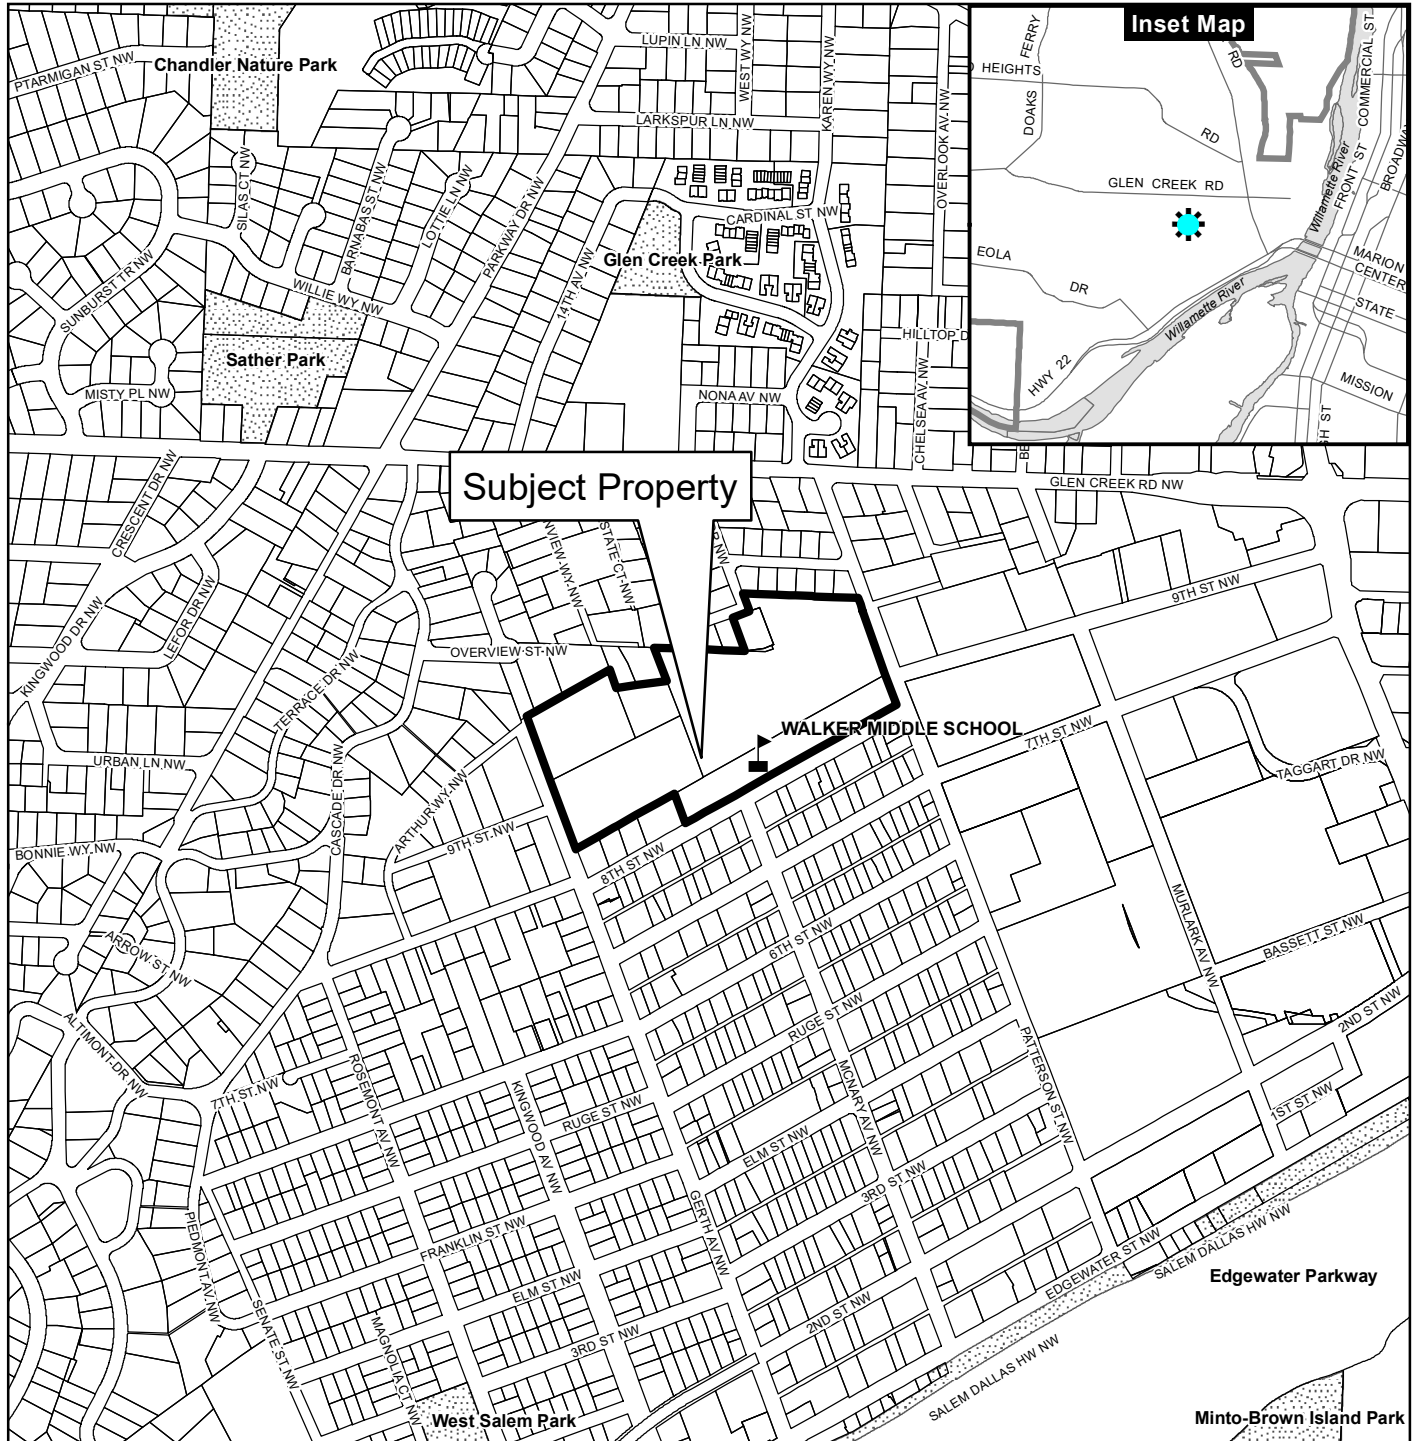 Inset Map
FERRY
DOAKS
HEIGHTS
RD
RD
GLEN CREEK RD
EOLA
DR
HWY 22
Willamette River
Willamette River
FRONT ST
COMMERCIAL ST
BROADWAY
MARION
CENTER
STATE
MISSION
LUPIN LN NW
WEST WY NW
KAREN WY NW
PTARMIGAN ST NW
Chandler Nature Park
LARKSPUR LN NW
OVERLOOK AV NW
SILAS CT NW
BARNABAS ST NW
LOTTIE LN NW
PARKWAY DR NW
CARDINAL ST NW
Glen Creek Park
14TH AV NW
SUNBURST TR NW
WILLIE WY NW
HILLTOP D
Sather Park
MISTY PL NW
NONA AV NW
CHELSEA AV NW
CRESCENT DR NW
Subject Property
GLEN CREEK RD NW
STATE CT NW
KINGWOOD DR NW
LEFOR DR NW
9TH ST NW
OVERVIEW ST NW
TERRACE DR NW
WALKER MIDDLE SCHOOL
7TH ST NW
URBAN LN NW
TAGGART DR NW
CASCADE DR NW
ARTHUR WY NW
9TH ST NW
BONNIE WY NW
8TH ST NW
MURLARK AV NW
ARROW ST NW
6TH ST NW
BASSETT ST NW
ALTIMONT DR NW
RUGE ST NW
2ND ST NW
7TH ST NW
ROSEMONT AV NW
KINGWOOD AV NW
RUGE ST NW
MCNARY AV NW
PATTERSON ST NW
1ST ST NW
ELM ST NW
3RD ST NW
PIEDMONT AV NW
FRANKLIN ST NW
GERTH AV NW
ELM ST NW
EDGEWATER ST NW
SALEM DALLAS HW NW
Edgewater Parkway
SENATE ST NW
MAGNOLIA CT NW
3RD ST NW
2ND ST NW
SALEM DALLAS HW NW
West Salem Park
Minto-Brown Island Park